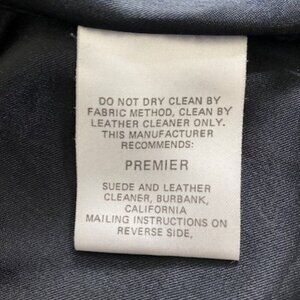 DO NOT DRY CLEAN BY
FABRIC METHOD, CLEAN BY
LEATHER CLEANER ONLY.
THIS MANUFACTURER
RECOMMENDS:
PREMIER
SUEDE AND LEATHER
CLEANER, BURBANK,
CALIFORNIA
MAILING INSTRUCTIONS ON
REVERSE SIDE,